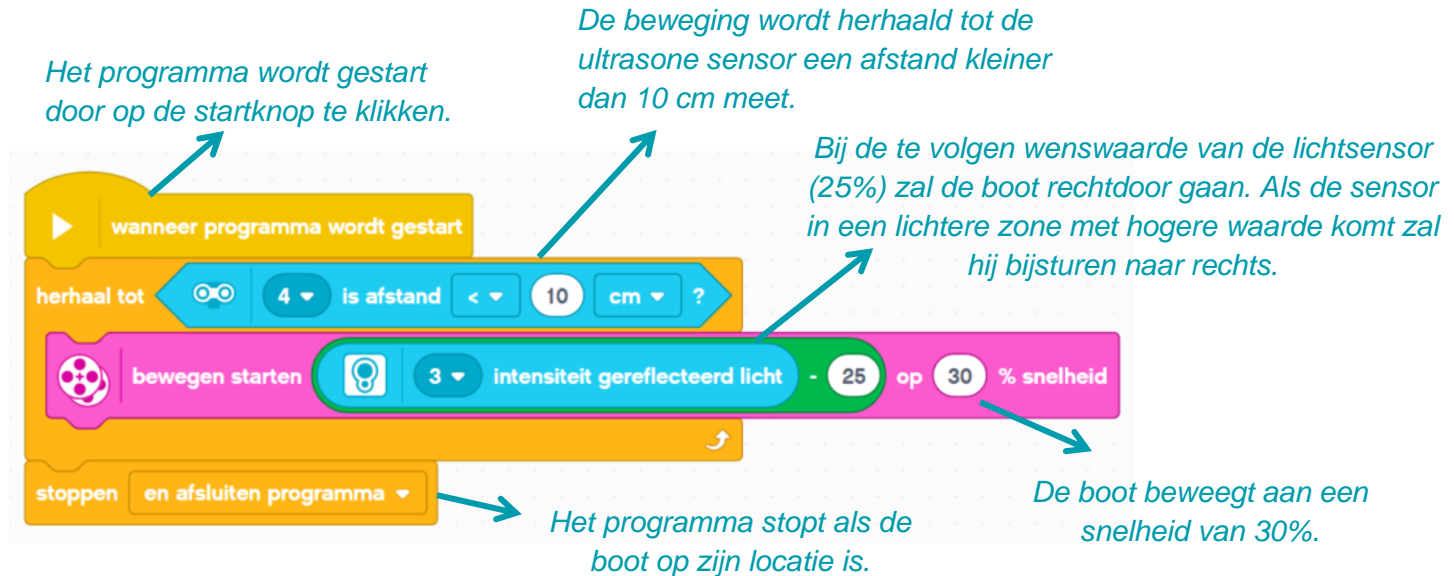 De beweging wordt herhaald tot de
ultrasone sensor een afstand kleiner
dan 10 cm meet.
Het programma wordt gestart
door op de startknop te klikken.
Bij de te volgen wenswaarde van de lichtsensor
(25%) zal de boot rechtdoor gaan. Als de sensor
in een lichtere zone met hogere waarde komt zal
hij bijsturen naar rechts.
wanneer programma wordt gestart
herhaal tot 4 is afstand < 10 cm ?
bewegen starten 3 intensiteit gereflecteerd licht - 25 op 30 % snelheid
stoppen en afsluiten programma
De boot beweegt aan een
snelheid van 30%.
Het programma stopt als de
boot op zijn locatie is.